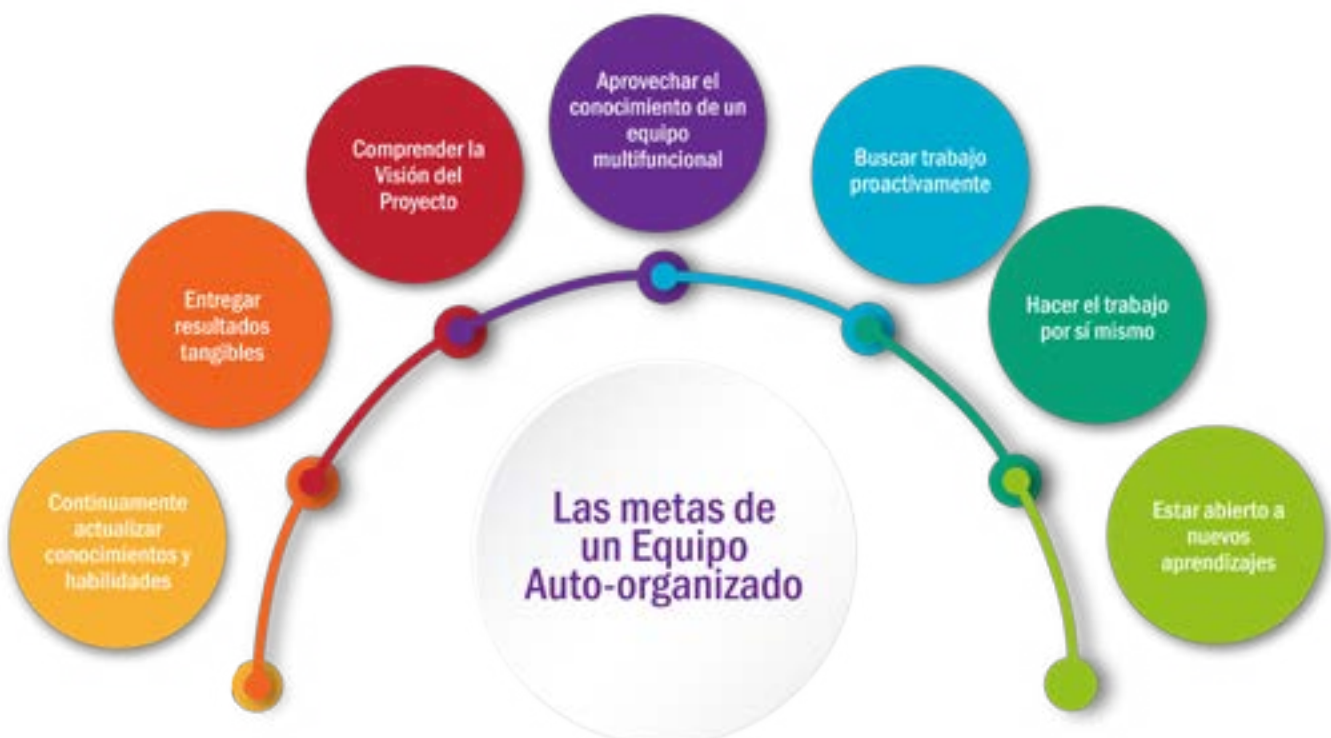 Aprovechar el
conocimiento de un
equipo
multifuncional
Comprender la
Visión del
Proyecto
Buscar trabajo
proactivamente
Entregar
resultados
tangibles
Hacer el trabajo
por sí mismo
Continuamente
actualizar
conocimientos y
habilidades
Estar abierto a
nuevos
aprendizajes
Las metas de
un Equipo
Auto-organizado